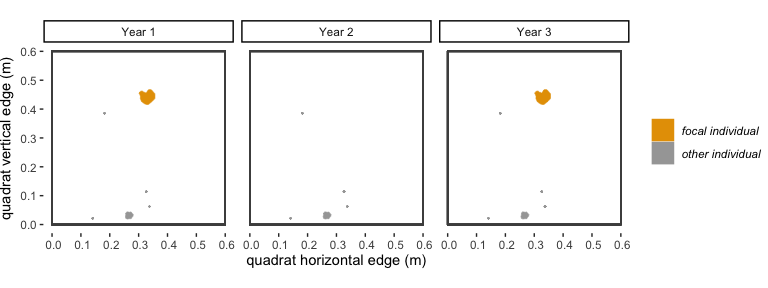 Year 1 Year 2 Year 3
quadrat vertical edge (m)
0.6
0.5
0.4
0.3
0.2
0.1
0.0
0.0 0.1 0.2 0.3 0.4 0.5 0.6 0.0 0.1 0.2 0.3 0.4 0.5 0.6 0.0 0.1 0.2 0.3 0.4 0.5 0.6
quadrat horizontal edge (m)
focal individual
other individual